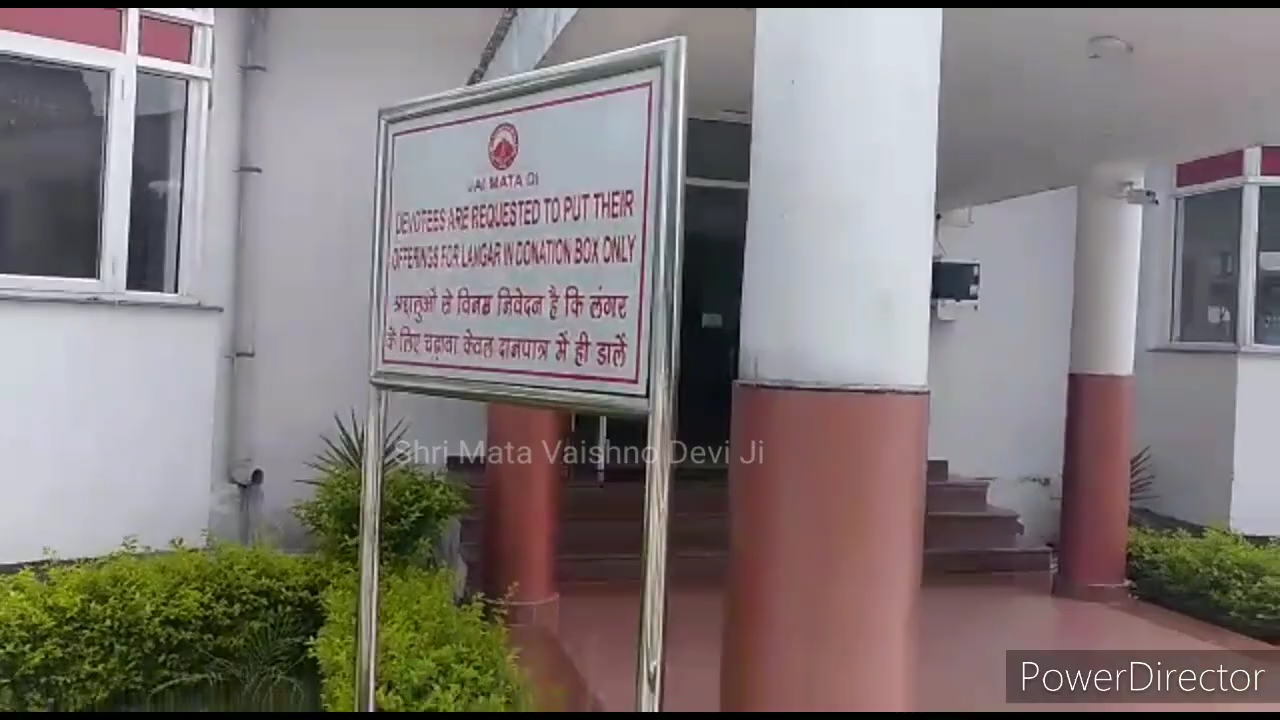 JAI MATA DI
DEVOTEES ARE REQUESTED TO PUT THEIR
OFFERINGS FOR LANGAR IN DONATION BOX ONLY
श्रद्धालुओं से विनम्र निवेदन है कि लंगर
के लिए चढ़ावा केवल दानपात्र में ही डालें
Shri Mata Vaishno Devi Ji
PowerDirector